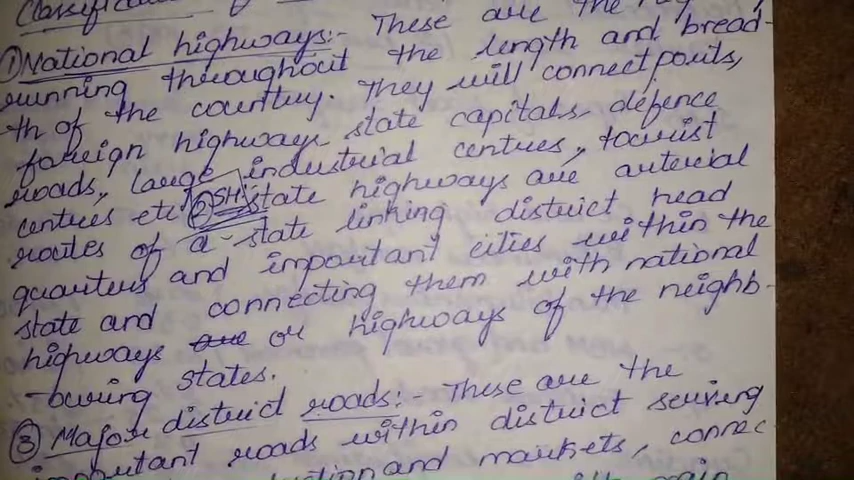 Classification of
① National highways:- These are the
running throughout the length and bread-
th of the country. They will connect ports,
foreign highways state capitals, defence
roads, large industrial centres, tourist
centres etc. ② SH:- State highways are arterial
routes of a state linking district head
quarters and important cities within the
state and connecting them with national
highways are or highways of the neighb-
-ouring states.
③ Major district roads:- These are the
important roads within district serving
and markets, connec-
main